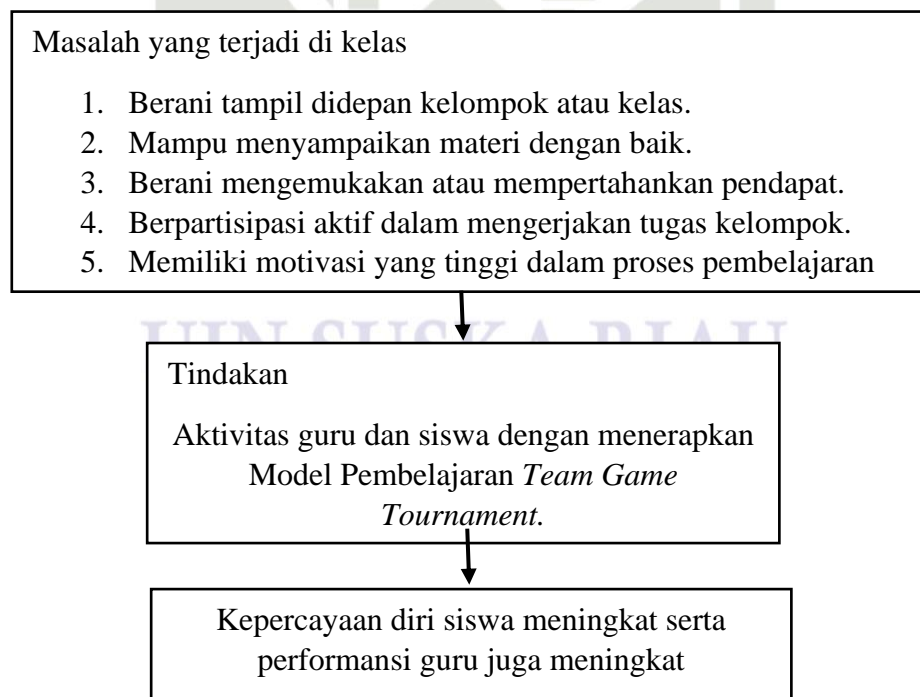 Masalah yang terjadi di kelas
1. Berani tampil didepan kelompok atau kelas.
2. Mampu menyampaikan materi dengan baik.
3. Berani mengemukakan atau mempertahankan pendapat.
4. Berpartisipasi aktif dalam mengerjakan tugas kelompok.
5. Memiliki motivasi yang tinggi dalam proses pembelajaran
UIN SUSKA RIAU
Tindakan
Aktivitas guru dan siswa dengan menerapkan
Model Pembelajaran Team Game
Tournament.
Kepercayaan diri siswa meningkat serta
performansi guru juga meningkat